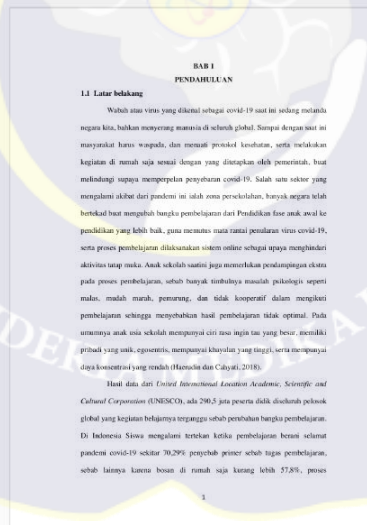 BAB 1
PENDAHULUAN
1.1 Latar belakang
Wabah atau virus yang dikenal sebagai covid-19 saat ini sedang melanda
negara kita, bahkan menyerang manusia di seluruh global. Sampai dengan saat ini
masyarakat harus waspada, dan menaati protokol kesehatan, serta melakukan
kegiatan di rumah saja sesuai dengan yang ditetapkan oleh pemerintah, buat
melindungi supaya memperpelan penyebaran covid-19. Salah satu sektor yang
mengalami akibat dari pandemi ini ialah zona persekolahan, banyak negara telah
bertekad buat mengubah bangku pembelajaran dari Pendidikan fase anak awal ke
pendidikan yang lebih baik, guna memutus mata rantai penularan virus covid-19,
serta proses pembelajaran dilaksanakan sistem online sebagai upaya menghindari
aktivitas tatap muka. Anak sekolah saatini juga memerlukan pendampingan ekstra
pada proses pembelajaran, sebab banyak timbulnya masalah psikologis seperti
malas, mudah marah, pemurung, dan tidak kooperatif dalam mengikuti
pembelajaran sehingga menyebabkan hasil pembelajaran tidak optimal. Pada
umumnya anak usia sekolah mempunyai ciri rasa ingin tau yang besar, memiliki
pribadi yang unik, egosentris, mempunyai khayalan yang tinggi, serta mempunyai
daya konsentrasi yang rendah (Haerudin dan Cahyati, 2018).
Hasil data dari United International Location Academic, Scientific and
Cultural Corporation (UNESCO), ada 290,5 juta peserta didik diseluruh pelosok
global yang kegiatan belajarnya terganggu sebab perubahan bangku pembelajaran.
Di Indonesia Siswa mengalami tertekan ketika pembelajaran berani selamat
pandemi covid-19 sekitar 70,29% penyebab primer sebab tugas pembelajaran,
sebab lainnya karena bosan di rumah saja kurang lebih 57,8%, proses
1